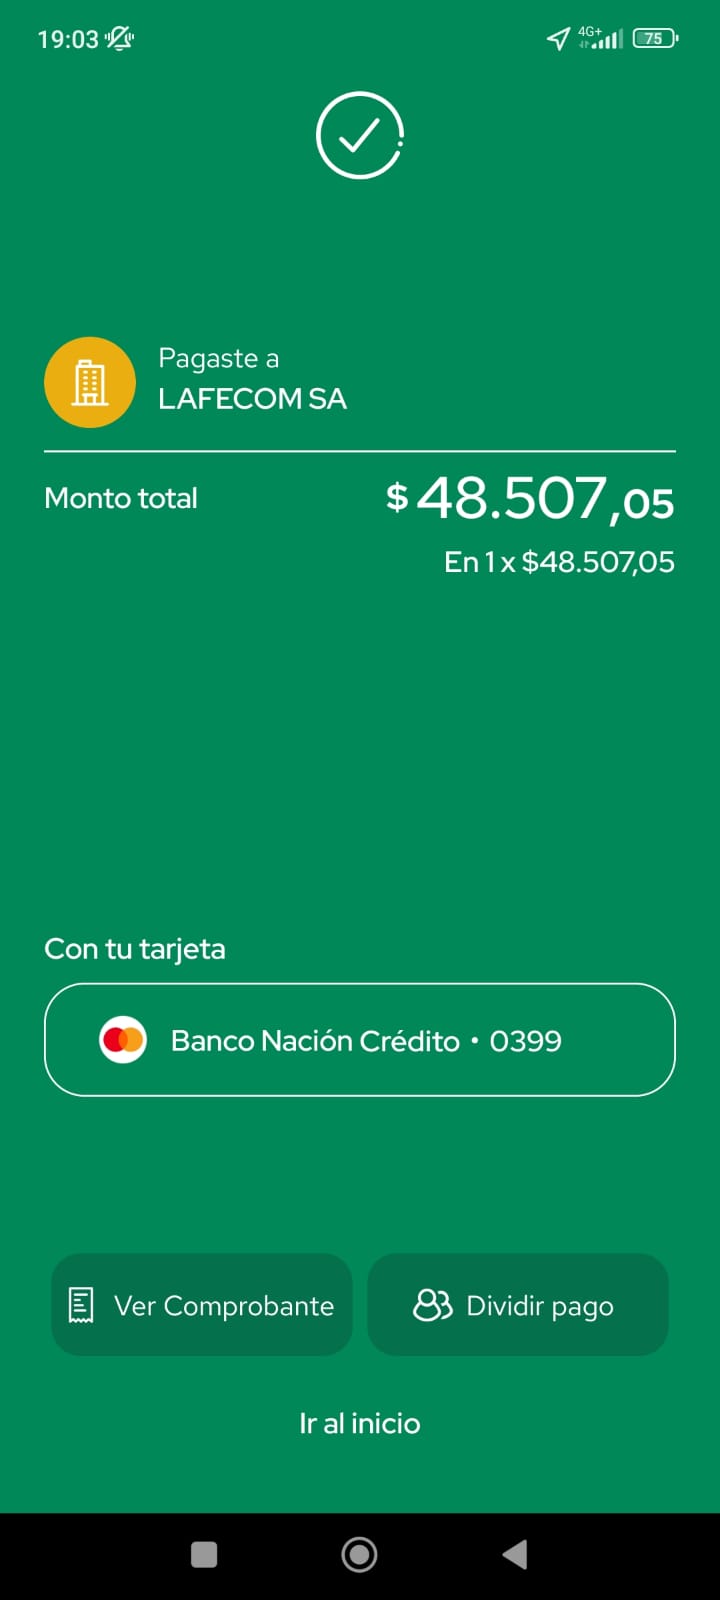 19:03
4G+
75
Pagaste a
LAFECOM SA
Monto total
$ 48.507,05
En 1 x $48.507,05
Con tu tarjeta
Banco Nación Crédito • 0399
Ver Comprobante
Dividir pago
Ir al inicio